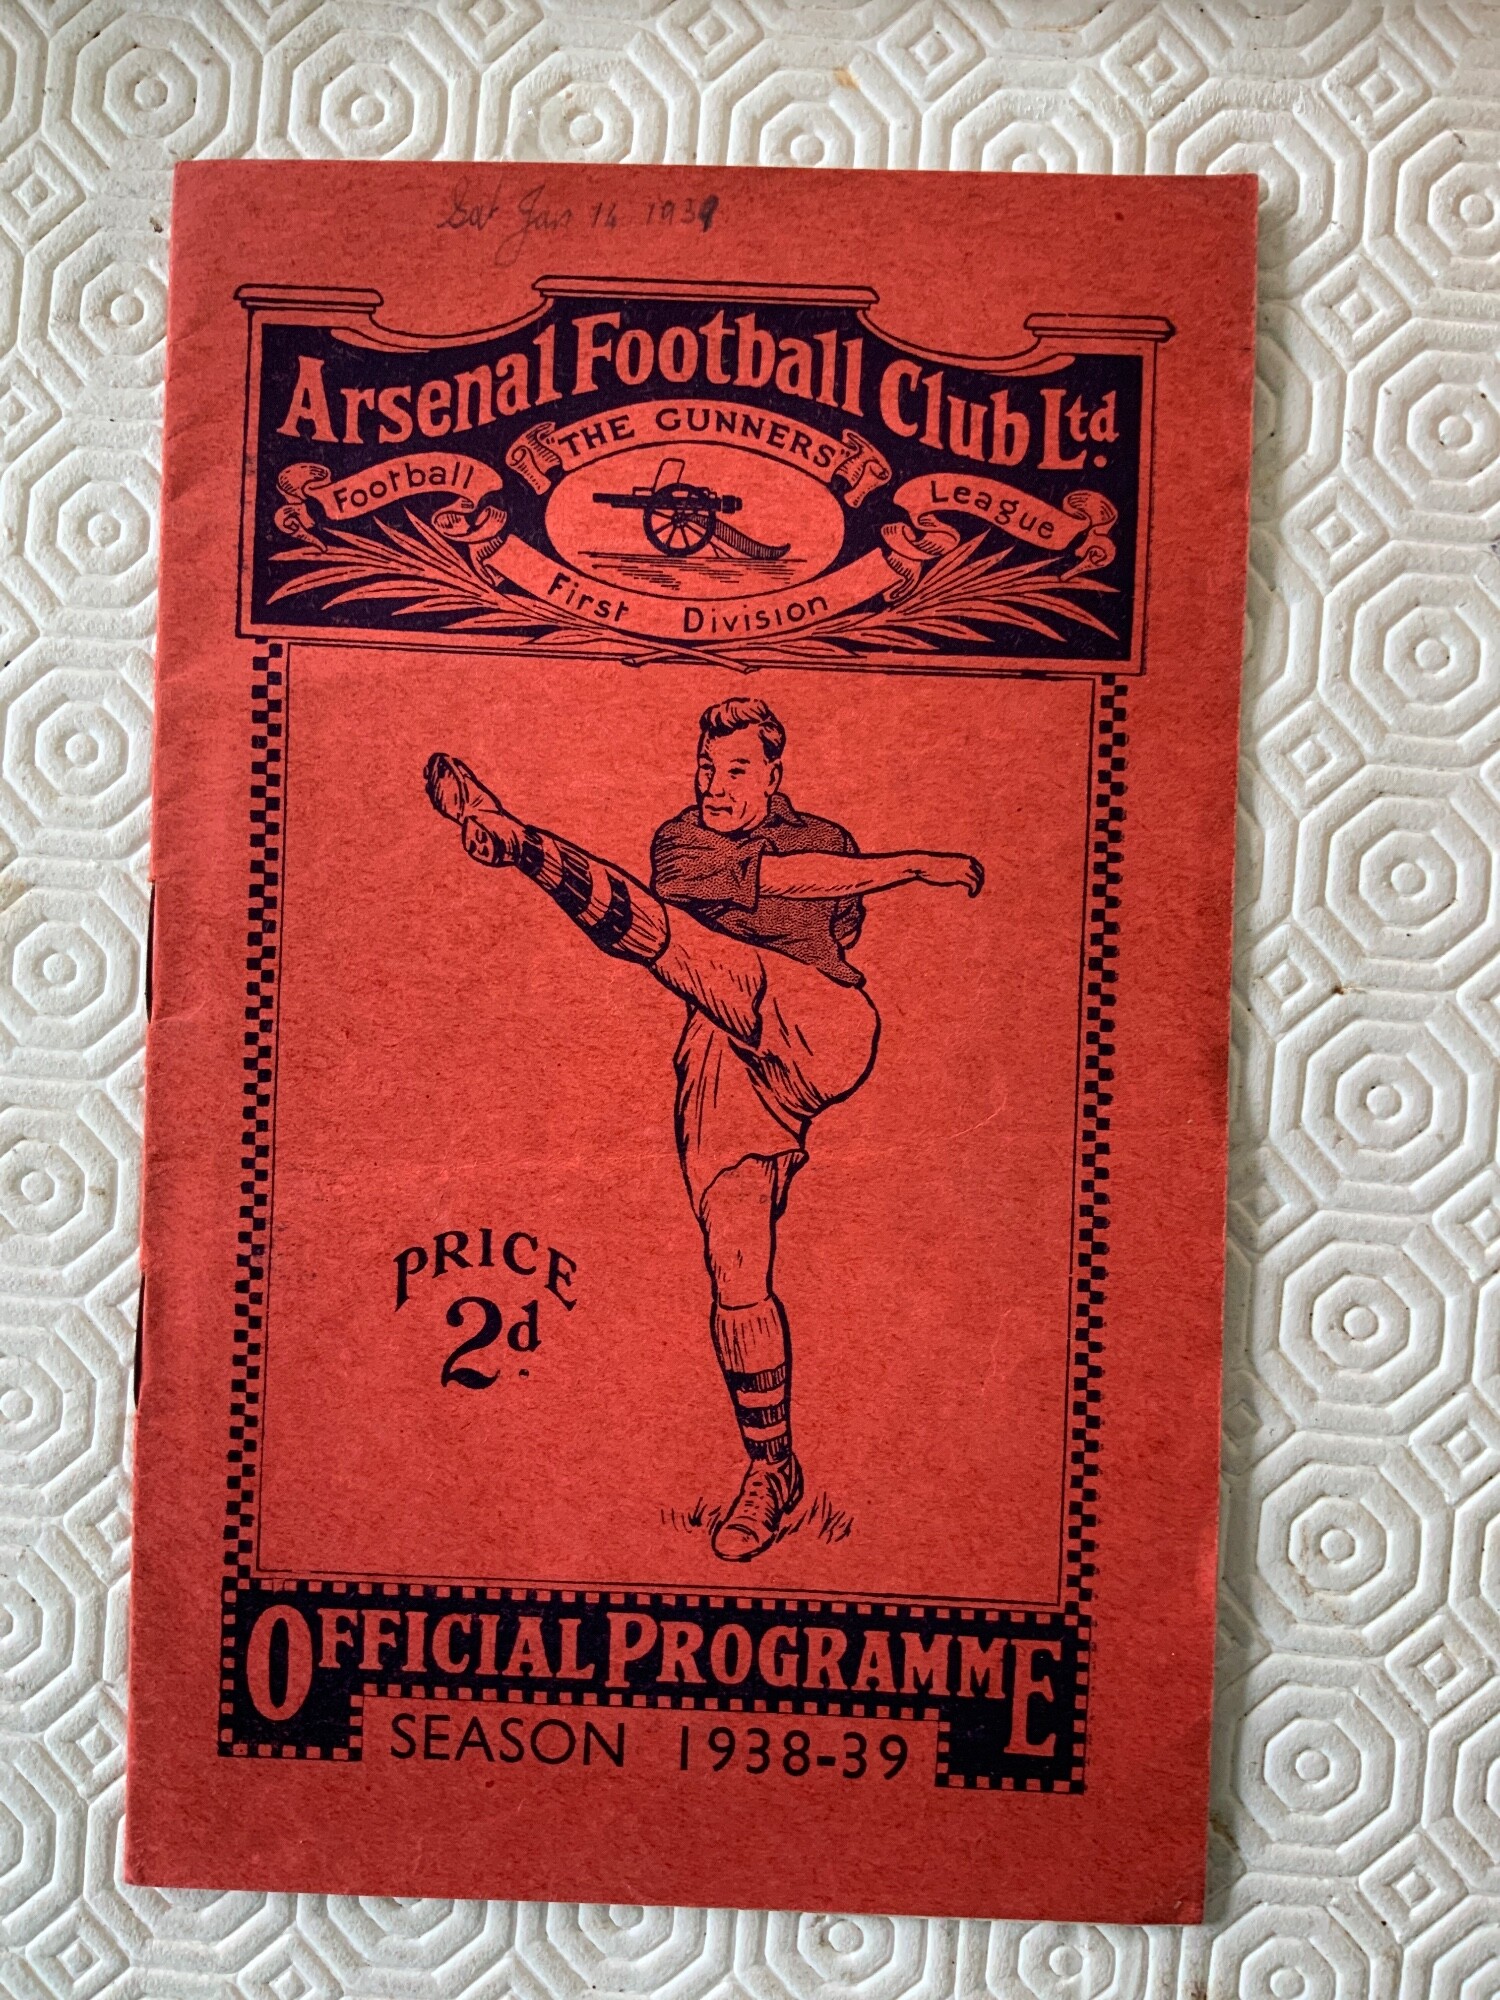 Sat Jan 14 1939
Arsenal Football Club Ltd.
"THE GUNNERS"
Football League
First Division
PRICE
2d.
OFFICIAL PROGRAMME
SEASON 1938-39